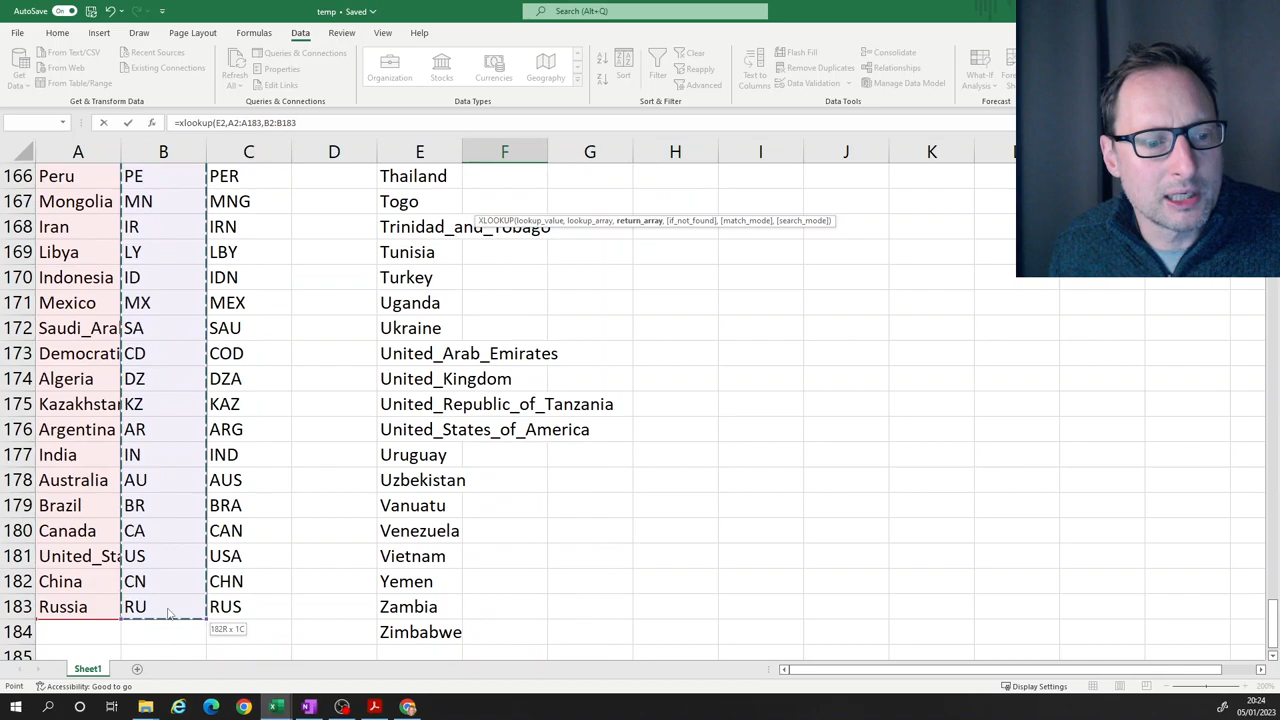 AutoSave On temp • Saved Search (Alt+Q)
File Home Insert Draw Page Layout Formulas Data Review View Help
Get Data
From Text/CSV
From Web
From Table/Range
Recent Sources
Existing Connections
Get & Transform Data
Refresh All
Queries & Connections
Properties
Edit Links
Queries & Connections
Organization Stocks Currencies Geography
Data Types
Sort Filter
Clear
Reapply
Advanced
Sort & Filter
Text to Columns
Flash Fill
Remove Duplicates
Data Validation
Consolidate
Relationships
Manage Data Model
Data Tools
What-If Analysis
Forecast
=xlookup(E2,A2:A183,B2:B183
A B C D E F G H I J K
166 Peru PE PER Thailand
167 Mongolia MN MNG Togo
XLOOKUP(lookup_value, lookup_array, return_array, [if_not_found], [match_mode], [search_mode])
168 Iran IR IRN Trinidad_and_Tobago
169 Libya LY LBY Tunisia
170 Indonesia ID IDN Turkey
171 Mexico MX MEX Uganda
172 Saudi_Ara SA SAU Ukraine
173 Democrati CD COD United_Arab_Emirates
174 Algeria DZ DZA United_Kingdom
175 Kazakhstan KZ KAZ United_Republic_of_Tanzania
176 Argentina AR ARG United_States_of_America
177 India IN IND Uruguay
178 Australia AU AUS Uzbekistan
179 Brazil BR BRA Vanuatu
180 Canada CA CAN Venezuela
181 United_Sta US USA Vietnam
182 China CN CHN Yemen
183 Russia RU RUS Zambia
182R x 1C
184 Zimbabwe
185
Sheet1
Point Accessibility: Good to go Display Settings 200%
20:24
05/01/2023